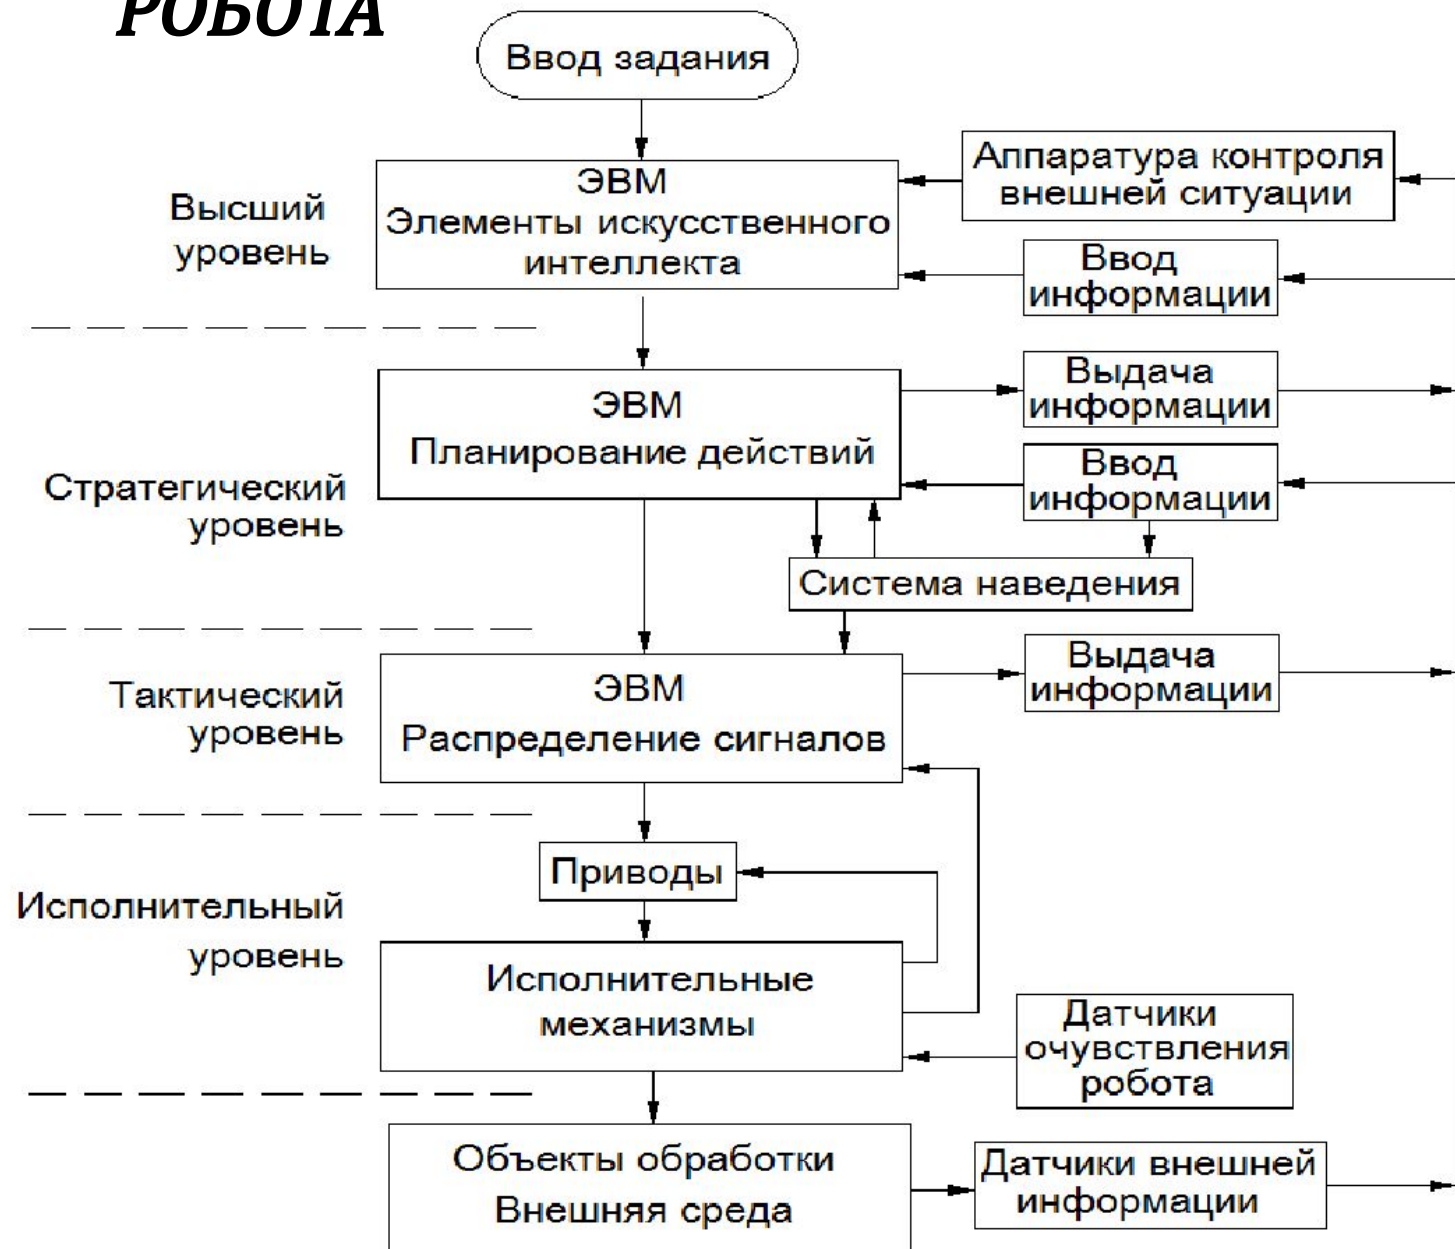 РОБОТА
Ввод задания
Высший
уровень
ЭВМ
Элементы искусственного
интеллекта
Аппаратура контроля
внешней ситуации
Ввод
информации
Стратегический
уровень
ЭВМ
Планирование действий
Выдача
информации
Ввод
информации
Система наведения
Тактический
уровень
ЭВМ
Распределение сигналов
Выдача
информации
Исполнительный
уровень
Приводы
Исполнительные
механизмы
Датчики
очувствления
робота
Объекты обработки
Внешняя среда
Датчики внешней
информации